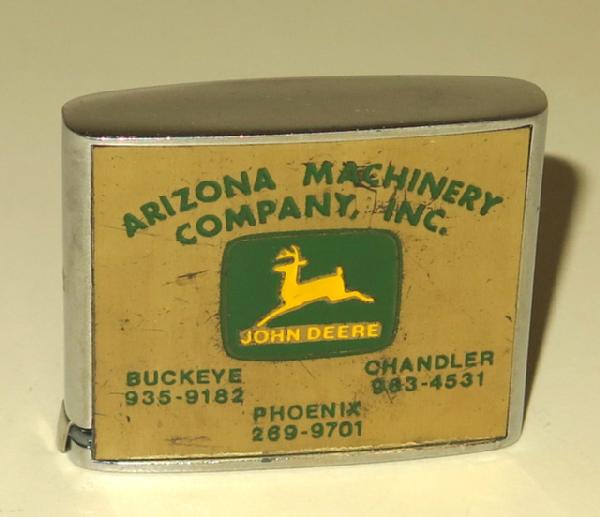 ARIZONA MACHINERY
COMPANY, INC.
JOHN DEERE
BUCKEYE
935-9182
CHANDLER
963-4531
PHOENIX
269-9701